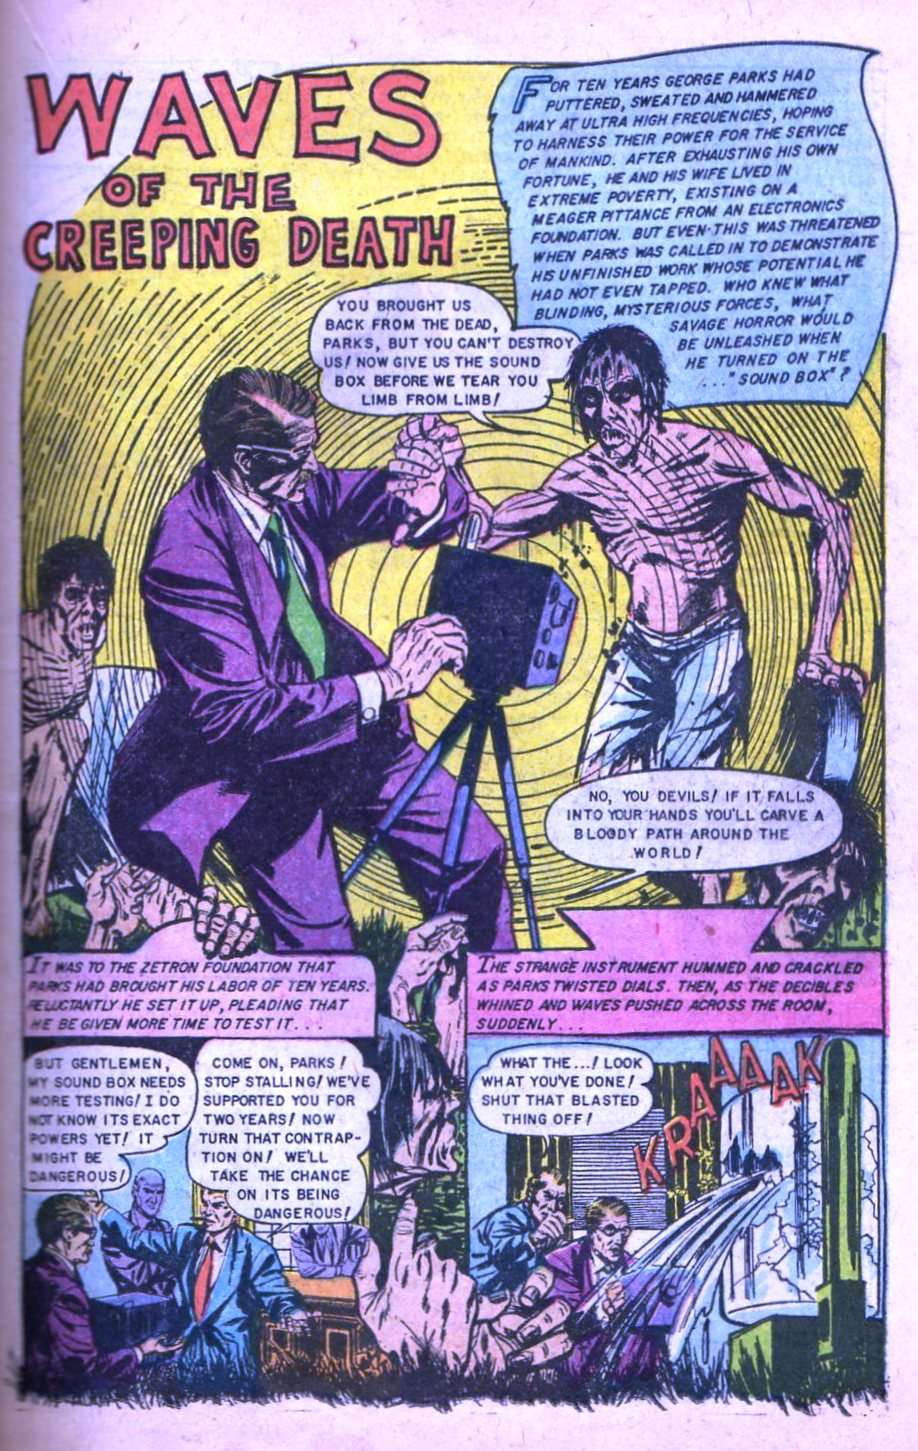 WAVES
OF THE
CREEPING DEATH
FOR TEN YEARS GEORGE PARKS HAD
PUTTERED, SWEATED AND HAMMERED
AWAY AT ULTRA HIGH FREQUENCIES, HOPING
TO HARNESS THEIR POWER FOR THE SERVICE
OF MANKIND. AFTER EXHAUSTING HIS OWN
FORTUNE, HE AND HIS WIFE LIVED IN
EXTREME POVERTY, EXISTING ON A
MEAGER PITTANCE FROM AN ELECTRONICS
FOUNDATION. BUT EVEN THIS WAS THREATENED
WHEN PARKS WAS CALLED IN TO DEMONSTRATE
HIS UNFINISHED WORK WHOSE POTENTIAL HE
HAD NOT EVEN TAPPED. WHO KNEW WHAT
BLINDING, MYSTERIOUS FORCES, WHAT
SAVAGE HORROR WOULD
BE UNLEASHED WHEN
HE TURNED ON THE
..."SOUND BOX"?
YOU BROUGHT US
BACK FROM THE DEAD,
PARKS, BUT YOU CAN'T DESTROY
US! NOW GIVE US THE SOUND
BOX BEFORE WE TEAR YOU
LIMB FROM LIMB!
NO, YOU DEVILS! IF IT FALLS
INTO YOUR HANDS YOU'LL CARVE A
BLOODY PATH AROUND THE
WORLD!
IT WAS TO THE ZETRON FOUNDATION THAT
PARKS HAD BROUGHT HIS LABOR OF TEN YEARS.
RELUCTANTLY HE SET IT UP, PLEADING THAT
HE BE GIVEN MORE TIME TO TEST IT...
BUT GENTLEMEN,
MY SOUND BOX NEEDS
MORE TESTING! I DO
NOT KNOW ITS EXACT
POWERS YET! IT
MIGHT BE
DANGEROUS!
COME ON, PARKS!
STOP STALLING! WE'VE
SUPPORTED YOU FOR
TWO YEARS! NOW
TURN THAT CONTRAP-
TION ON! WE'LL
TAKE THE CHANCE
ON ITS BEING
DANGEROUS!
THE STRANGE INSTRUMENT HUMMED AND CRACKLED
AS PARKS TWISTED DIALS. THEN, AS THE DECIBLES
WHINED AND WAVES PUSHED ACROSS THE ROOM,
SUDDENLY...
WHAT THE...! LOOK
WHAT YOU'VE DONE!
SHUT THAT BLASTED
THING OFF!
KRAAAAAK